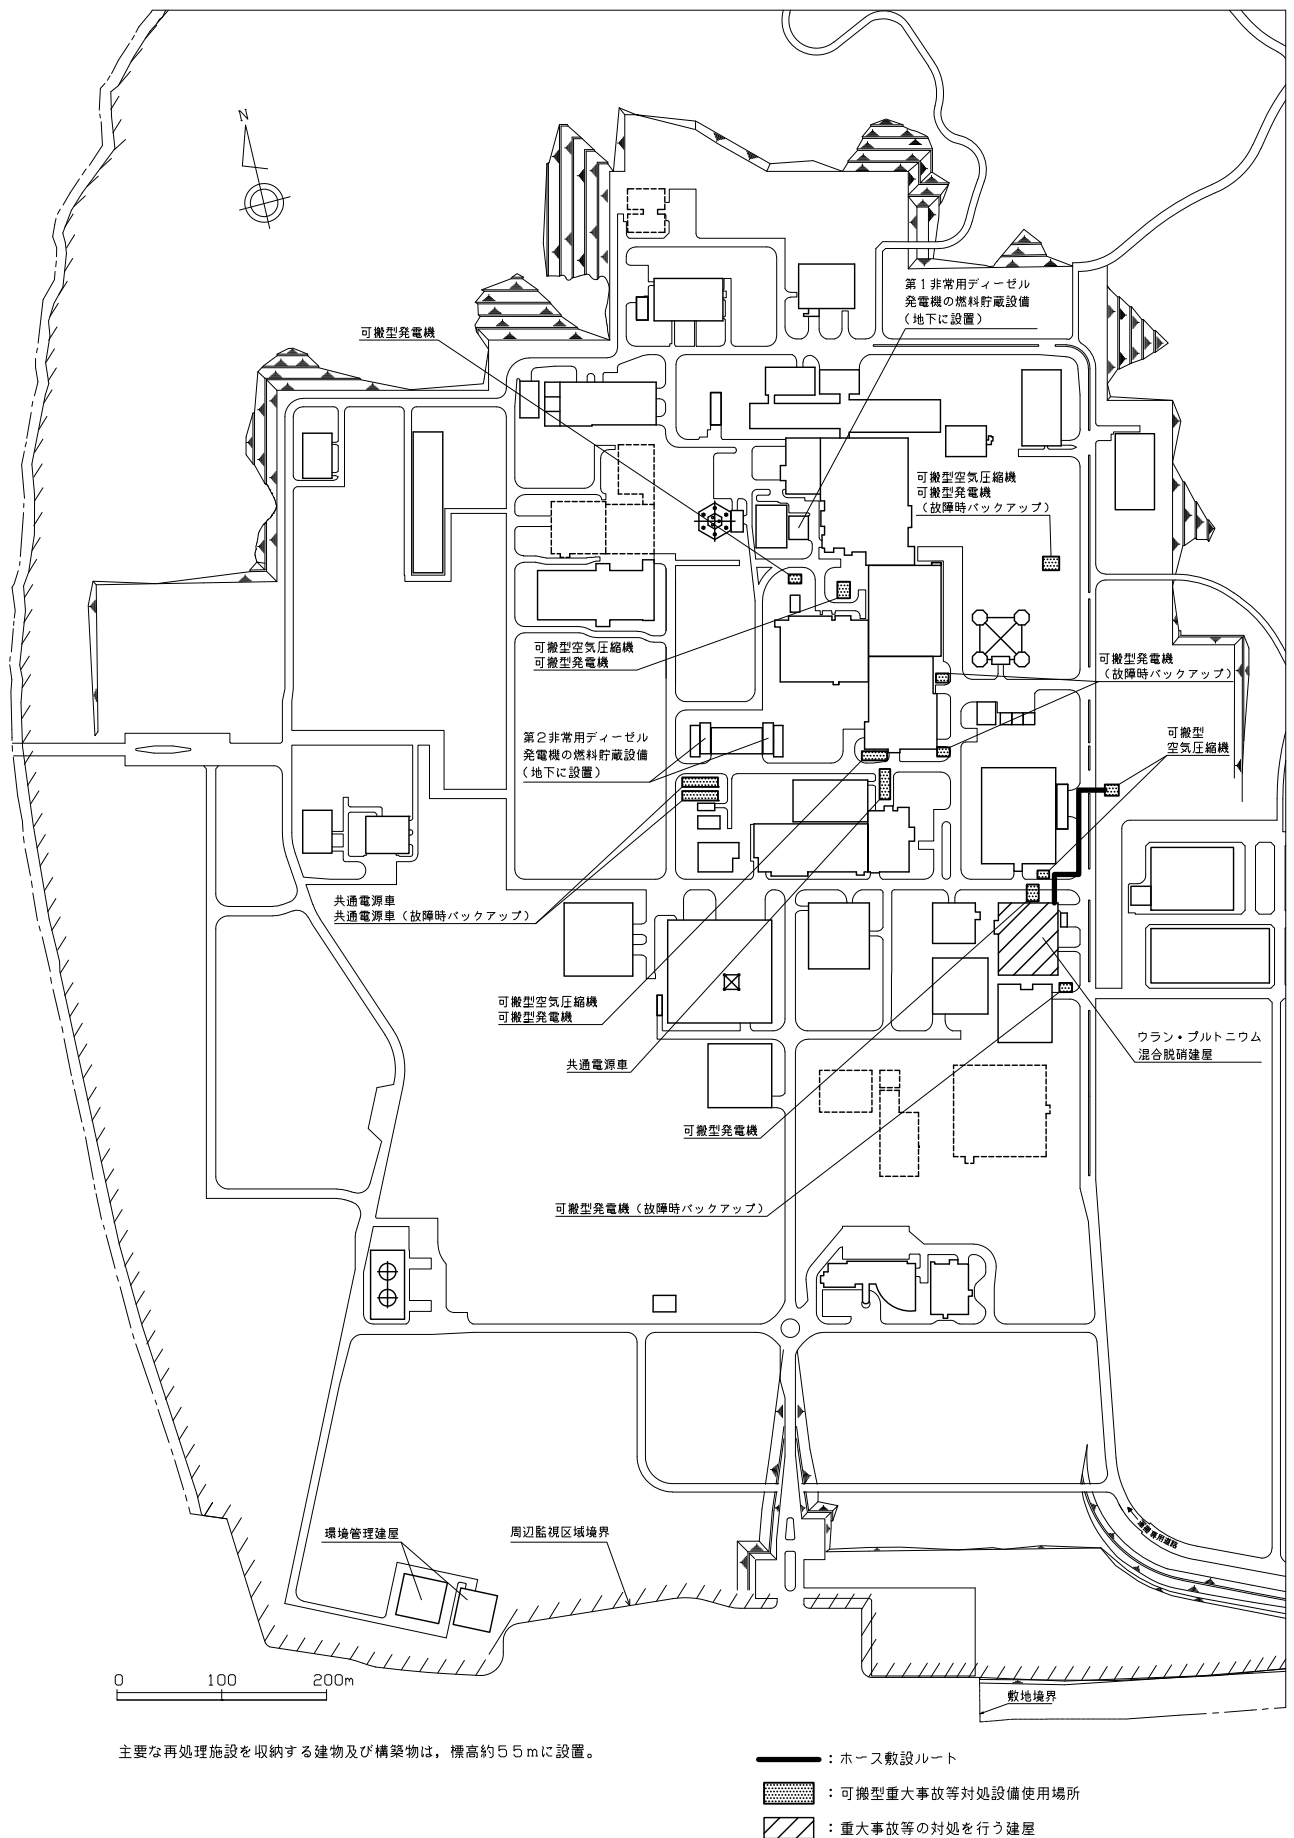 N
第１非常用ディーゼル
発電機の燃料貯蔵設備
（地下に設置）
可搬型発電機
可搬型空気圧縮機
可搬型発電機
（故障時バックアップ）
可搬型空気圧縮機
可搬型発電機
可搬型発電機
（故障時バックアップ）
第２非常用ディーゼル
発電機の燃料貯蔵設備
（地下に設置）
可搬型
空気圧縮機
共通電源車
共通電源車（故障時バックアップ）
可搬型空気圧縮機
可搬型発電機
ウラン・プルトニウム
混合脱硝建屋
共通電源車
可搬型発電機
可搬型発電機（故障時バックアップ）
環境管理建屋
周辺監視区域境界
0 100 200m
敷地境界
主要な再処理施設を収納する建物及び構築物は，標高約５５ｍに設置。
：ホース敷設ルート
：可搬型重大事故等対処設備使用場所
：重大事故等の対処を行う建屋